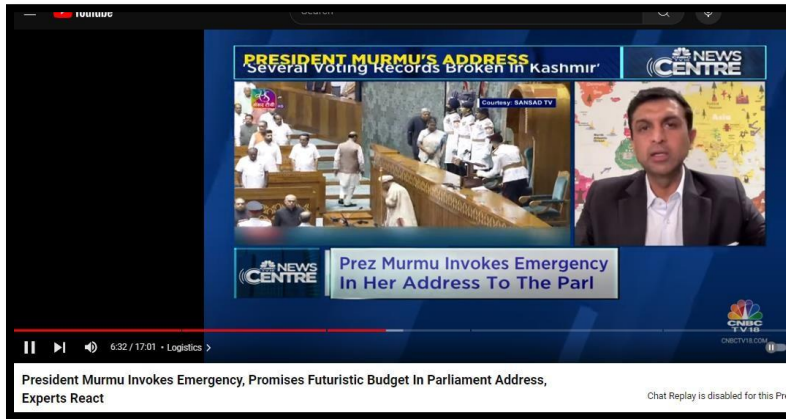 YouTube
Search
PRESIDENT MURMU'S ADDRESS
'Several Voting Records Broken In Kashmir'
NEWS
CENTRE
Courtesy: SANSAD TV
Asia
NEWS
CENTRE
Prez Murmu Invokes Emergency
In Her Address To The Parl
CNBC
TV18
CNBCTV18.COM
6:32 / 17:01 • Logistics >
President Murmu Invokes Emergency, Promises Futuristic Budget In Parliament Address,
Experts React
Chat Replay is disabled for this Pre